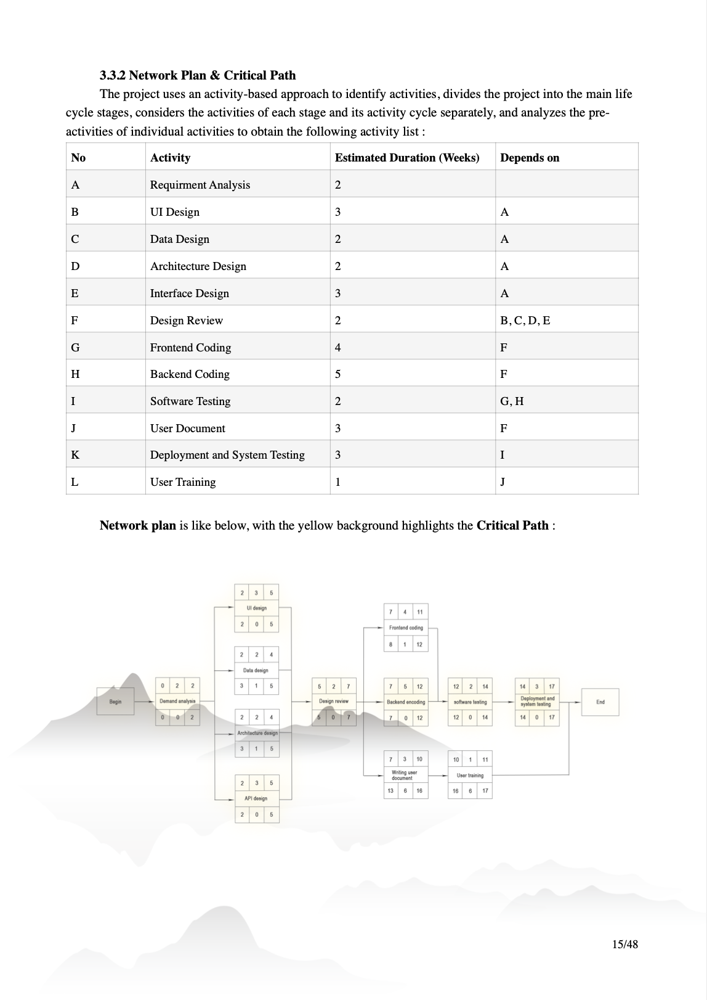 3.3.2 Network Plan & Critical Path
The project uses an activity-based approach to identify activities, divides the project into the main life
cycle stages, considers the activities of each stage and its activity cycle separately, and analyzes the pre-
activities of individual activities to obtain the following activity list :
No Activity Estimated Duration (Weeks) Depends on
A Requirment Analysis 2
B UI Design 3 A
C Data Design 2 A
D Architecture Design 2 A
E Interface Design 3 A
F Design Review 2 B, C, D, E
G Frontend Coding 4 F
H Backend Coding 5 F
I Software Testing 2 G, H
J User Document 3 F
K Deployment and System Testing 3 I
L User Training 1 J
Network plan is like below, with the yellow background highlights the Critical Path :
Begin
0 2 2
Demand analysis
0 0 2
2 3 5
UI design
2 0 5
2 2 4
Data design
3 1 5
2 2 4
Architecture design
3 1 5
2 3 5
API design
2 0 5
5 2 7
Design review
5 0 7
7 4 11
Frontend coding
8 1 12
7 5 12
Backend encoding
7 0 12
7 3 10
Writing user
document
13 6 16
12 2 14
software testing
12 0 14
10 1 11
User training
16 6 17
14 3 17
Deployment and
system testing
14 0 17
End
15/48